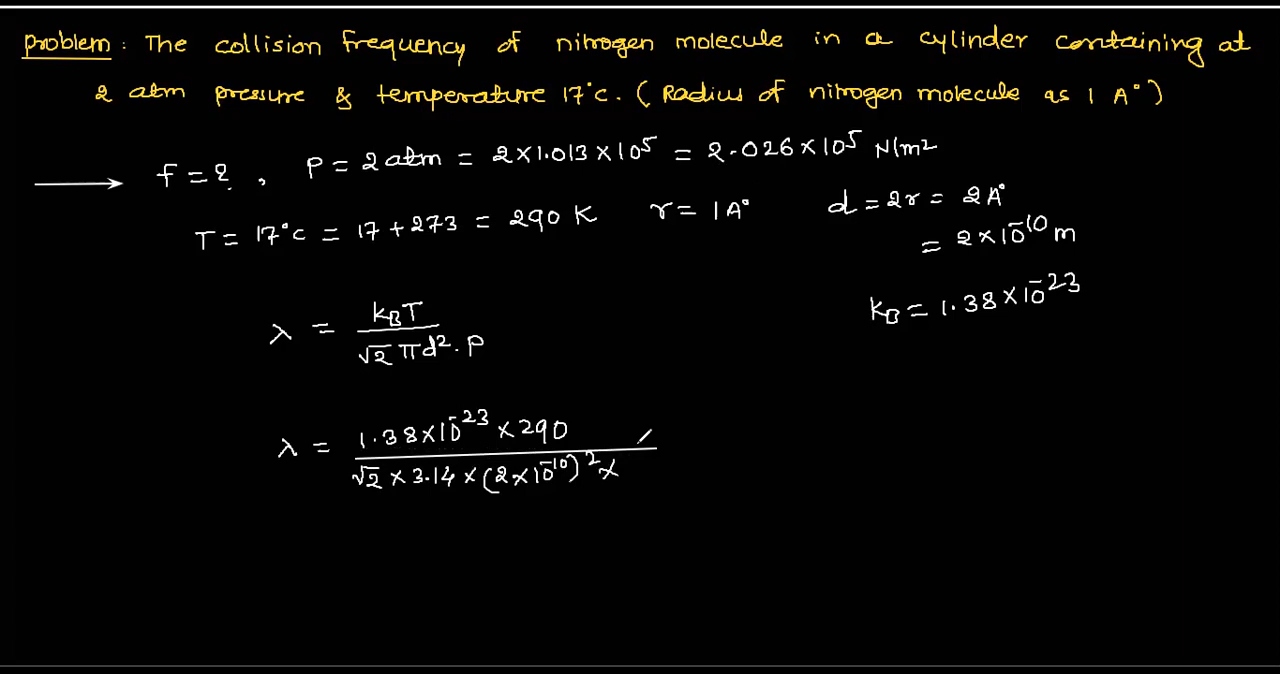 Problem: The collision frequency of nitrogen molecule in a cylinder containing at
2 atm pressure & temperature 17°c. (Radius of nitrogen molecule as 1 A°)
f = ?, P = 2 atm = 2×1.013×10⁵ = 2.026×10⁵ N/m²
T = 17°c = 17 + 273 = 290 K r = 1A° d = 2r = 2A°
= 2×10⁻¹⁰ m
λ = k_BT / √2 πd². P
k_B = 1.38×10⁻²³
λ = 1.38×10⁻²³ × 290 / √2 × 3.14 × (2×10⁻¹⁰)² ×